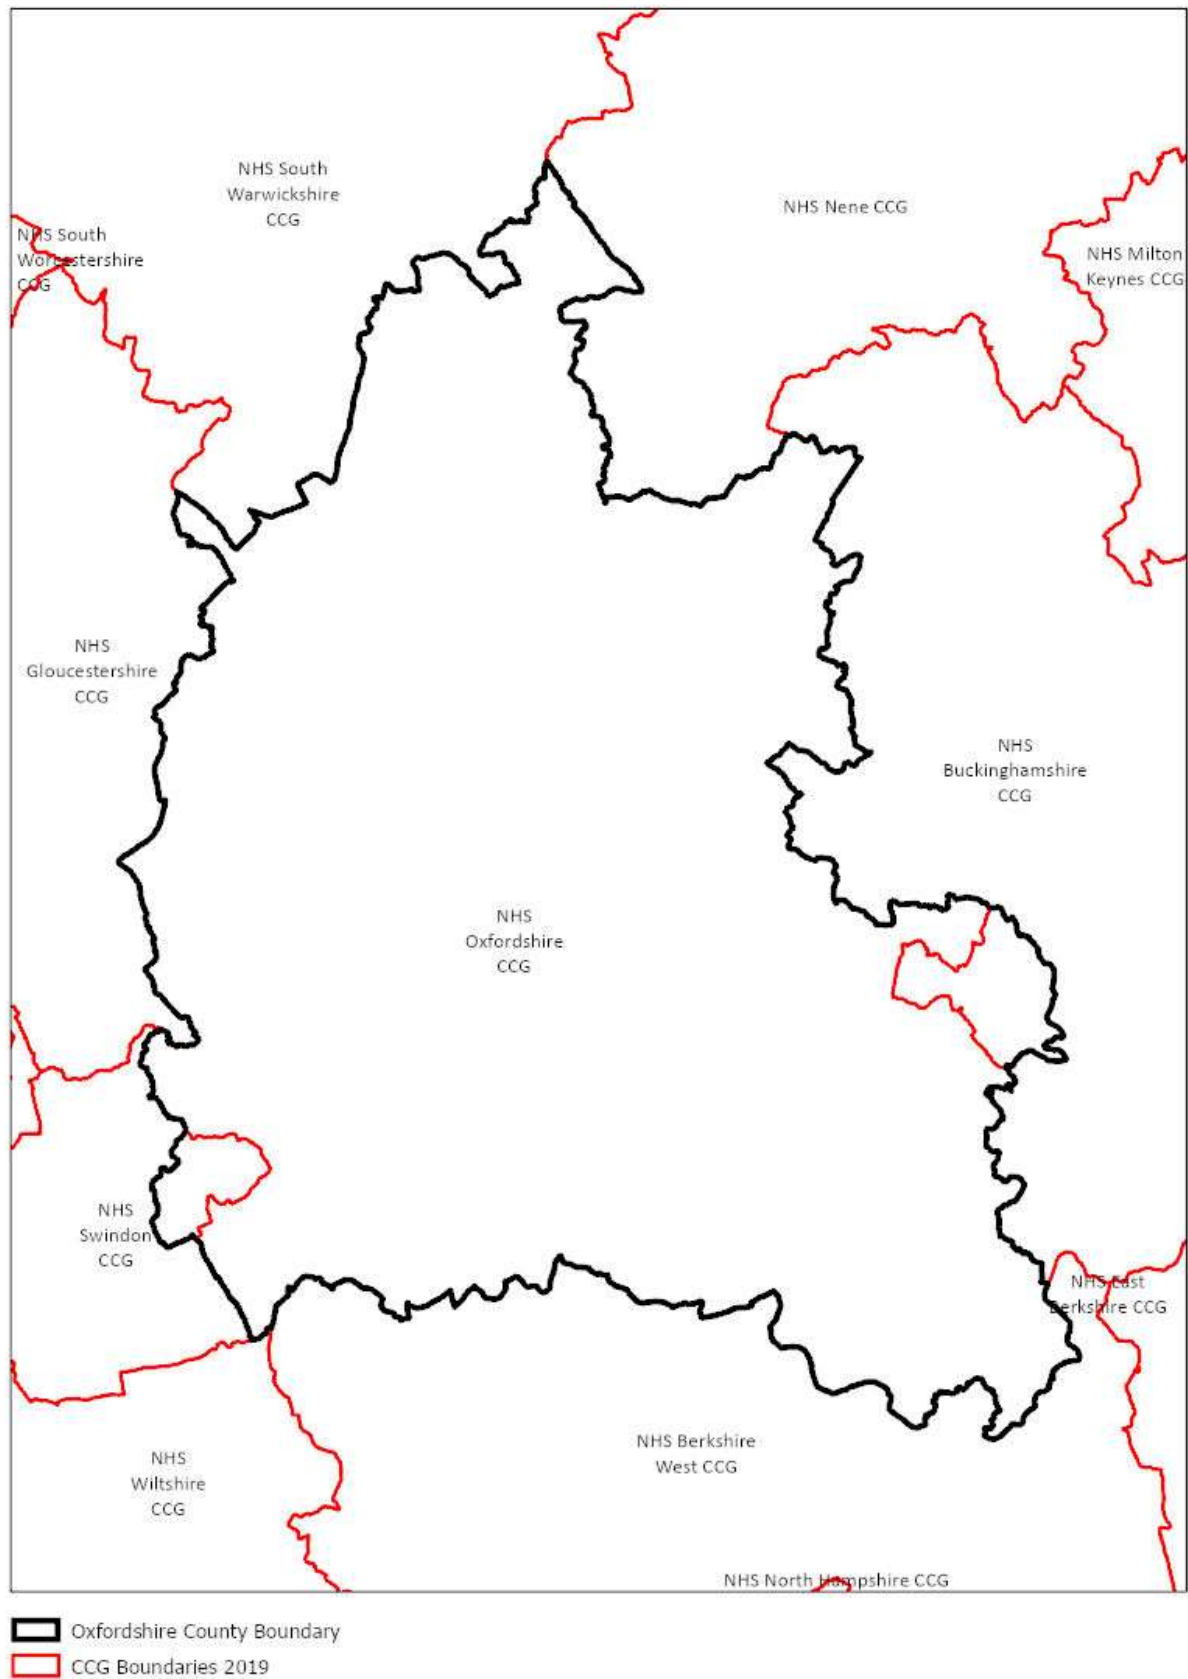 NHS South
Warwickshire
CCG
NHS Nene CCG
NHS South
Worcestershire
CCG
NHS Milton
Keynes CCG
NHS
Gloucestershire
CCG
NHS
Buckinghamshire
CCG
NHS
Oxfordshire
CCG
NHS
Swindon
CCG
NHS East
Berkshire CCG
NHS Berkshire
West CCG
NHS
Wiltshire
CCG
NHS North Hampshire CCG
Oxfordshire County Boundary
CCG Boundaries 2019